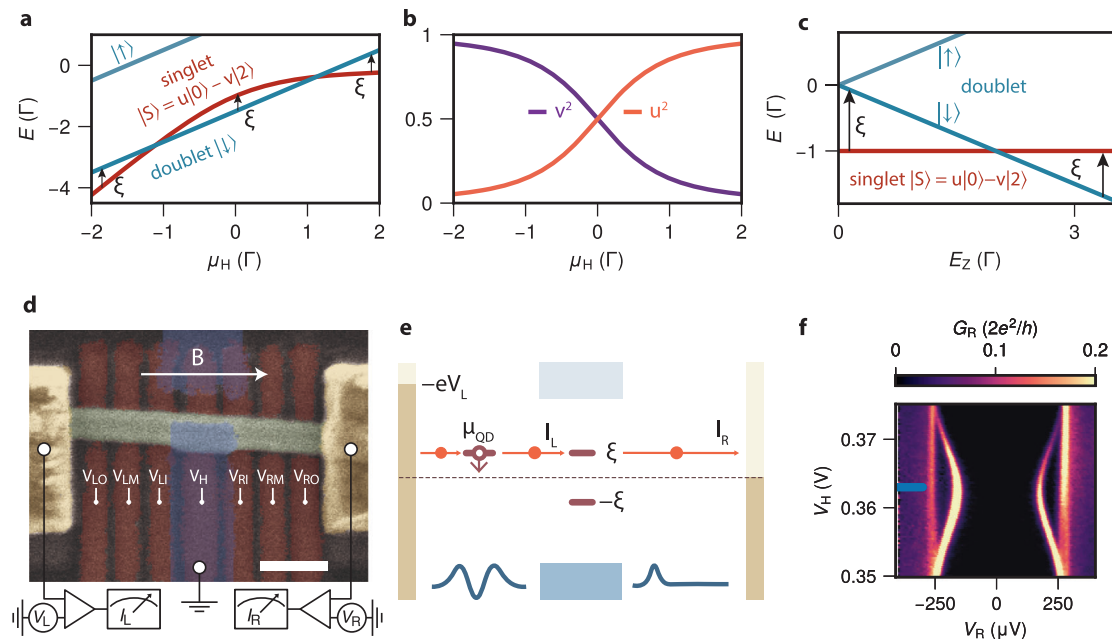 a
E (Γ)
0
−2
−4
|↑⟩
singlet
|S⟩ = u|0⟩ − v|2⟩
ξ
ξ
ξ
doublet |↓⟩
−2
−1
0
1
2
μH (Γ)
b
1
0.5
0
v²
u²
−2
−1
0
1
2
μH (Γ)
c
E (Γ)
0
−1
|↑⟩
doublet
|↓⟩
ξ
ξ
singlet |S⟩ = u|0⟩−v|2⟩
0
3
EZ (Γ)
d
B
VLO
VLM
VLI
VH
VRI
VRM
VRO
VL
IL
IR
VR
e
−eVL
μQD
IL
IR
ξ
−ξ
f
GR (2e²/h)
0
0.1
0.2
VH (V)
0.37
0.36
0.35
−250
0
250
VR (μV)